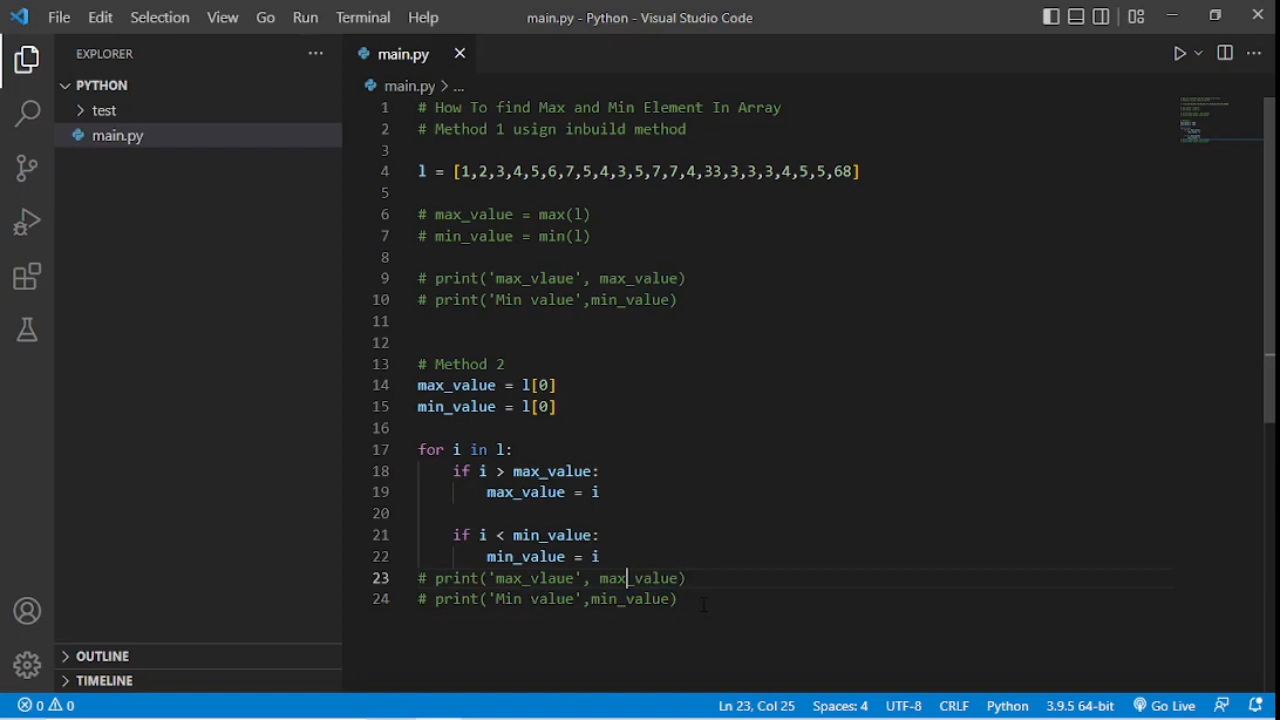 File Edit Selection View Go Run Terminal Help main.py - Python - Visual Studio Code
EXPLORER
PYTHON
test
main.py
OUTLINE
TIMELINE
main.py
main.py > ...
1 # How To find Max and Min Element In Array
2 # Method 1 usign inbuild method
3
4 l = [1,2,3,4,5,6,7,5,4,3,5,7,7,4,33,3,3,3,4,5,5,68]
5
6 # max_value = max(l)
7 # min_value = min(l)
8
9 # print('max_vlaue', max_value)
10 # print('Min value',min_value)
11
12
13 # Method 2
14 max_value = l[0]
15 min_value = l[0]
16
17 for i in l:
18 if i > max_value:
19 max_value = i
20
21 if i < min_value:
22 min_value = i
23 # print('max_vlaue', max_value)
24 # print('Min value',min_value)
0 0 Ln 23, Col 25 Spaces: 4 UTF-8 CRLF Python 3.9.5 64-bit Go Live